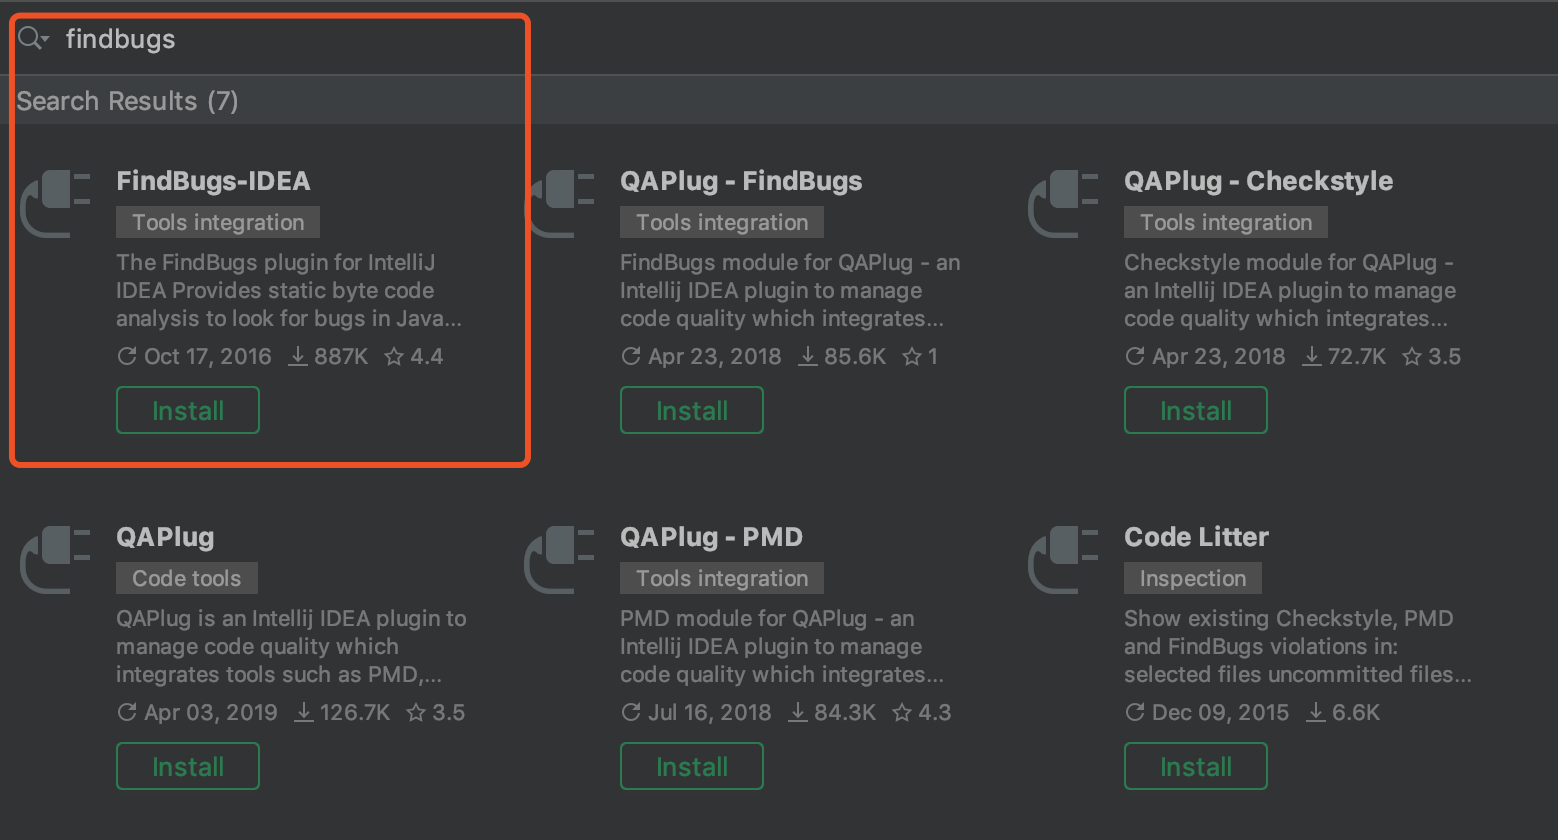 findbugs
Search Results (7)
FindBugs-IDEA
Tools integration
The FindBugs plugin for IntelliJ
IDEA Provides static byte code
analysis to look for bugs in Java...
Oct 17, 2016 887K 4.4
Install
QAPlug - FindBugs
Tools integration
FindBugs module for QAPlug - an
Intellij IDEA plugin to manage
code quality which integrates...
Apr 23, 2018 85.6K 1
Install
QAPlug - Checkstyle
Tools integration
Checkstyle module for QAPlug -
an Intellij IDEA plugin to manage
code quality which integrates...
Apr 23, 2018 72.7K 3.5
Install
QAPlug
Code tools
QAPlug is an Intellij IDEA plugin to
manage code quality which
integrates tools such as PMD,...
Apr 03, 2019 126.7K 3.5
Install
QAPlug - PMD
Tools integration
PMD module for QAPlug - an
Intellij IDEA plugin to manage
code quality which integrates...
Jul 16, 2018 84.3K 4.3
Install
Code Litter
Inspection
Show existing Checkstyle, PMD
and FindBugs violations in:
selected files uncommitted files...
Dec 09, 2015 6.6K
Install